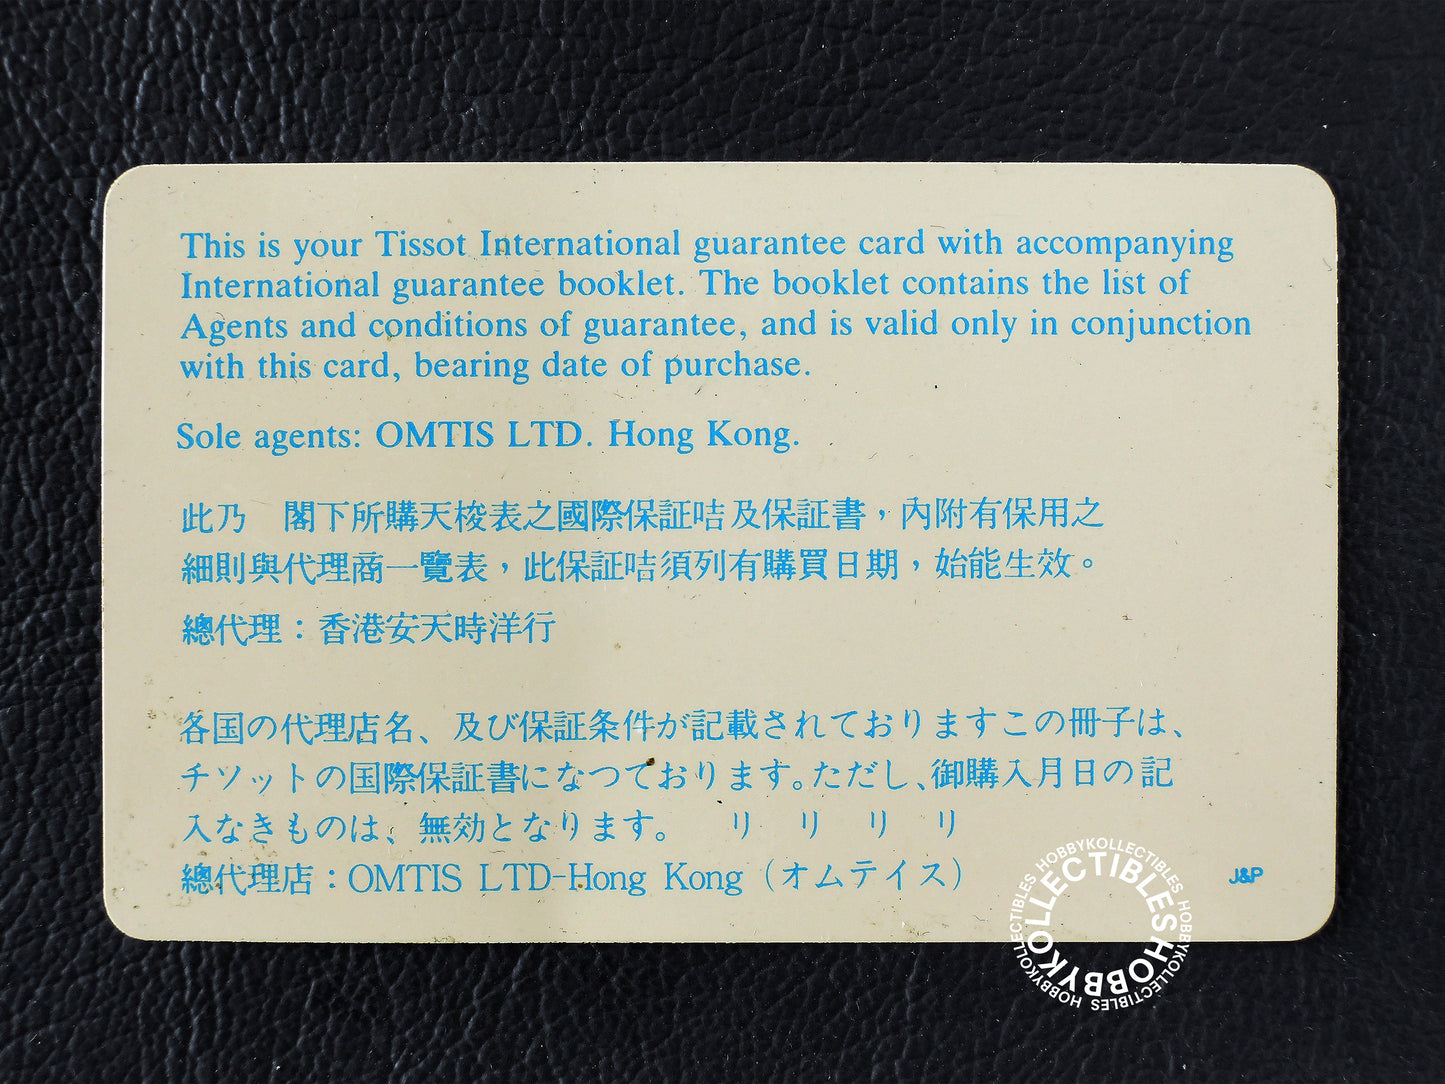 This is your Tissot International guarantee card with accompanying
International guarantee booklet. The booklet contains the list of
Agents and conditions of guarantee, and is valid only in conjunction
with this card, bearing date of purchase.
Sole agents: OMTIS LTD. Hong Kong.
此乃　閣下所購天梭表之國際保証咭及保証書，內附有保用之
細則與代理商一覽表，此保証咭須列有購買日期，始能生效。
總代理：香港安天時洋行
各国の代理店名、及び保証条件が記載されておりますこの冊子は、
チソットの国際保証書になつております。ただし、御購入月日の記
入なきものは、無効となります。　リ　リ　リ　リ
總代理店：OMTIS LTD-Hong Kong（オムテイス）
J&P
HOBBYKOLLECTIBLES HOBBYKOLLECTIBLES HOBBYKOLLECTIBLES HOBBYKOLLECTIBLES
HOBBYKOLLECTIBLES